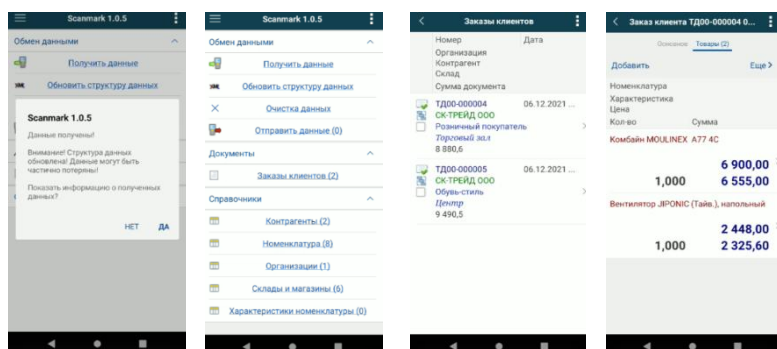 Scanmark 1.0.5
Обмен данными
Получить данные
Обновить структуру данных
Scanmark 1.0.5
Данные получены!
Внимание! Структура данных
обновлена! Данные могут быть
частично потеряны!
Показать информацию о полученных
данных?
НЕТ ДА
Scanmark 1.0.5
Обмен данными
Получить данные
Обновить структуру данных
Очистка данных
Отправить данные (0)
Документы
Заказы клиентов (2)
Справочники
Контрагенты (2)
Номенклатура (8)
Организации (1)
Склады и магазины (6)
Характеристики номенклатуры (0)
Заказы клиентов
Номер Дата
Организация
Контрагент
Склад
Сумма документа
ТД00-000004 06.12.2021 ...
СК-ТРЕЙД ООО
Розничный покупатель
Торговый зал
8 880,6
ТД00-000005 06.12.2021 ...
СК-ТРЕЙД ООО
Обувь-стиль
Центр
9 490,5
Заказ клиента ТД00-000004 0...
Основное Товары (2)
Добавить Еще >
Номенклатура
Характеристика
Цена
Кол-во Сумма
Комбайн MOULINEX A77 4C
6 900,00
1,000 6 555,00
Вентилятор JIPONIC (Тайв.), напольный
2 448,00
1,000 2 325,60